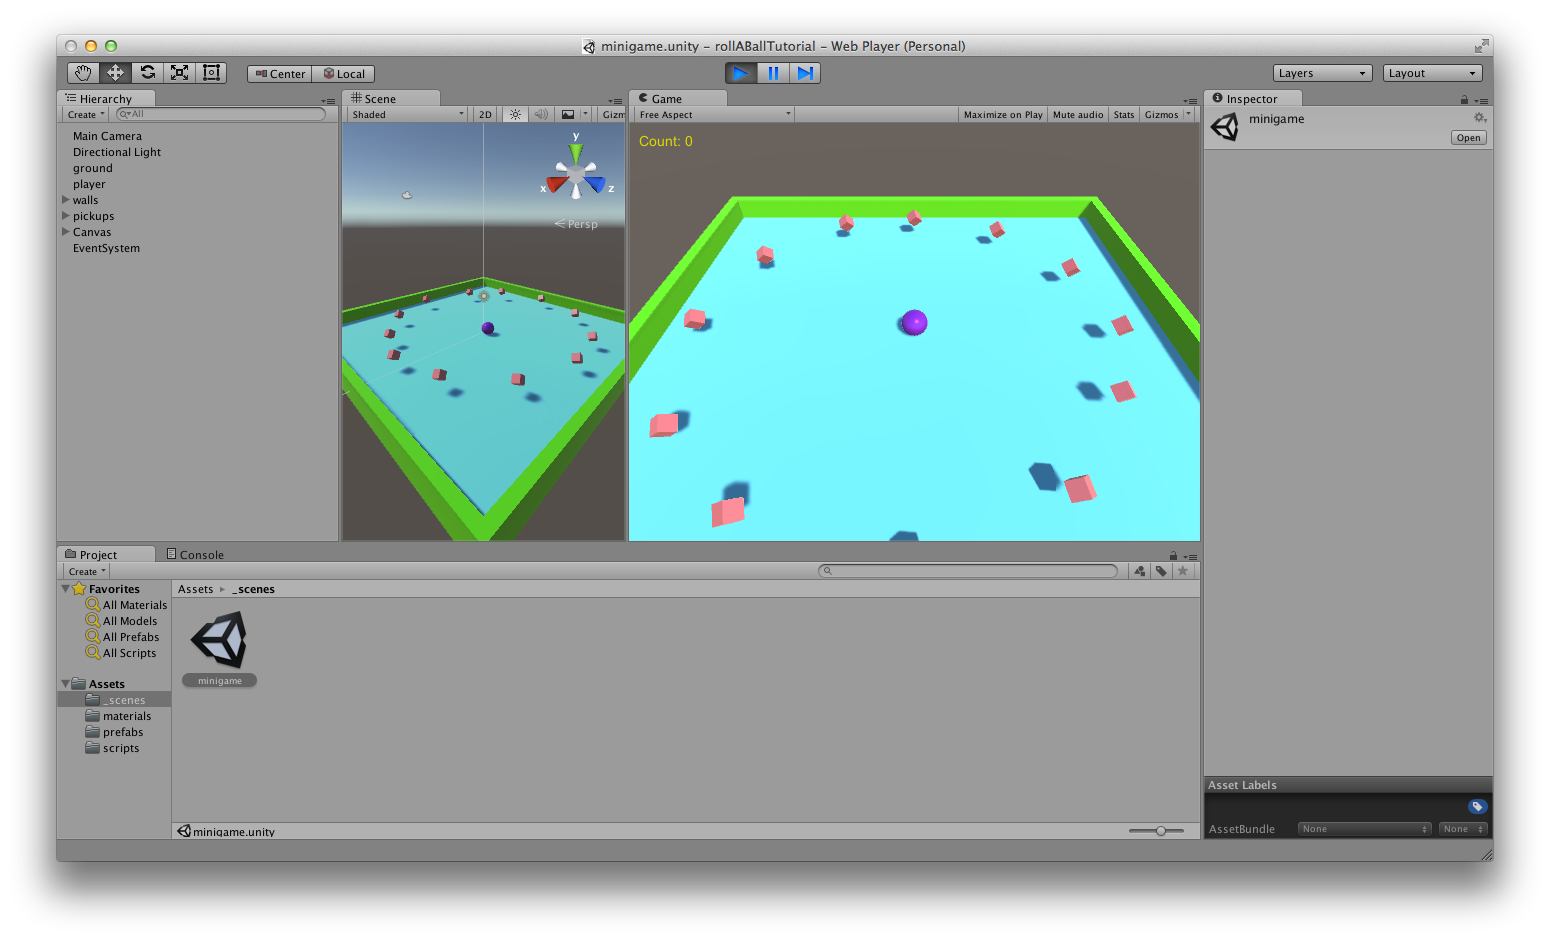 minigame.unity – rollABallTutorial – Web Player (Personal)
Center Local Layers Layout
Hierarchy
Create All
Main Camera
Directional Light
ground
player
walls
pickups
Canvas
EventSystem
Scene
Shaded 2D Gizm
y
x z
Persp
Game
Free Aspect Maximize on Play Mute audio Stats Gizmos
Count: 0
Inspector
minigame
Open
Project Console
Create
Favorites
All Materials
All Models
All Prefabs
All Scripts
Assets
_scenes
materials
prefabs
scripts
Assets _scenes
minigame
minigame.unity
Asset Labels
AssetBundle None None